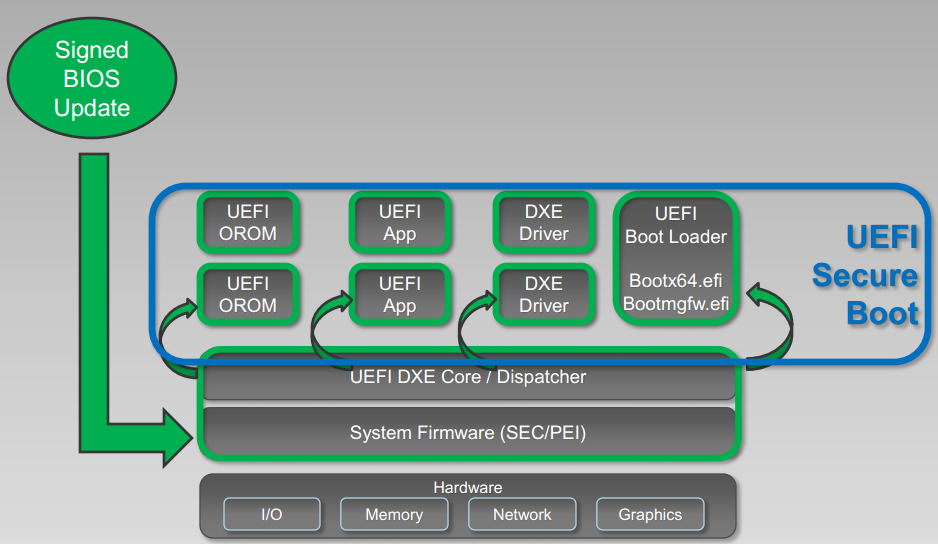 Signed
BIOS
Update
UEFI
OROM
UEFI
App
DXE
Driver
UEFI
Boot Loader
Bootx64.efi
Bootmgfw.efi
UEFI
OROM
UEFI
App
DXE
Driver
UEFI
Secure
Boot
UEFI DXE Core / Dispatcher
System Firmware (SEC/PEI)
Hardware
I/O
Memory
Network
Graphics